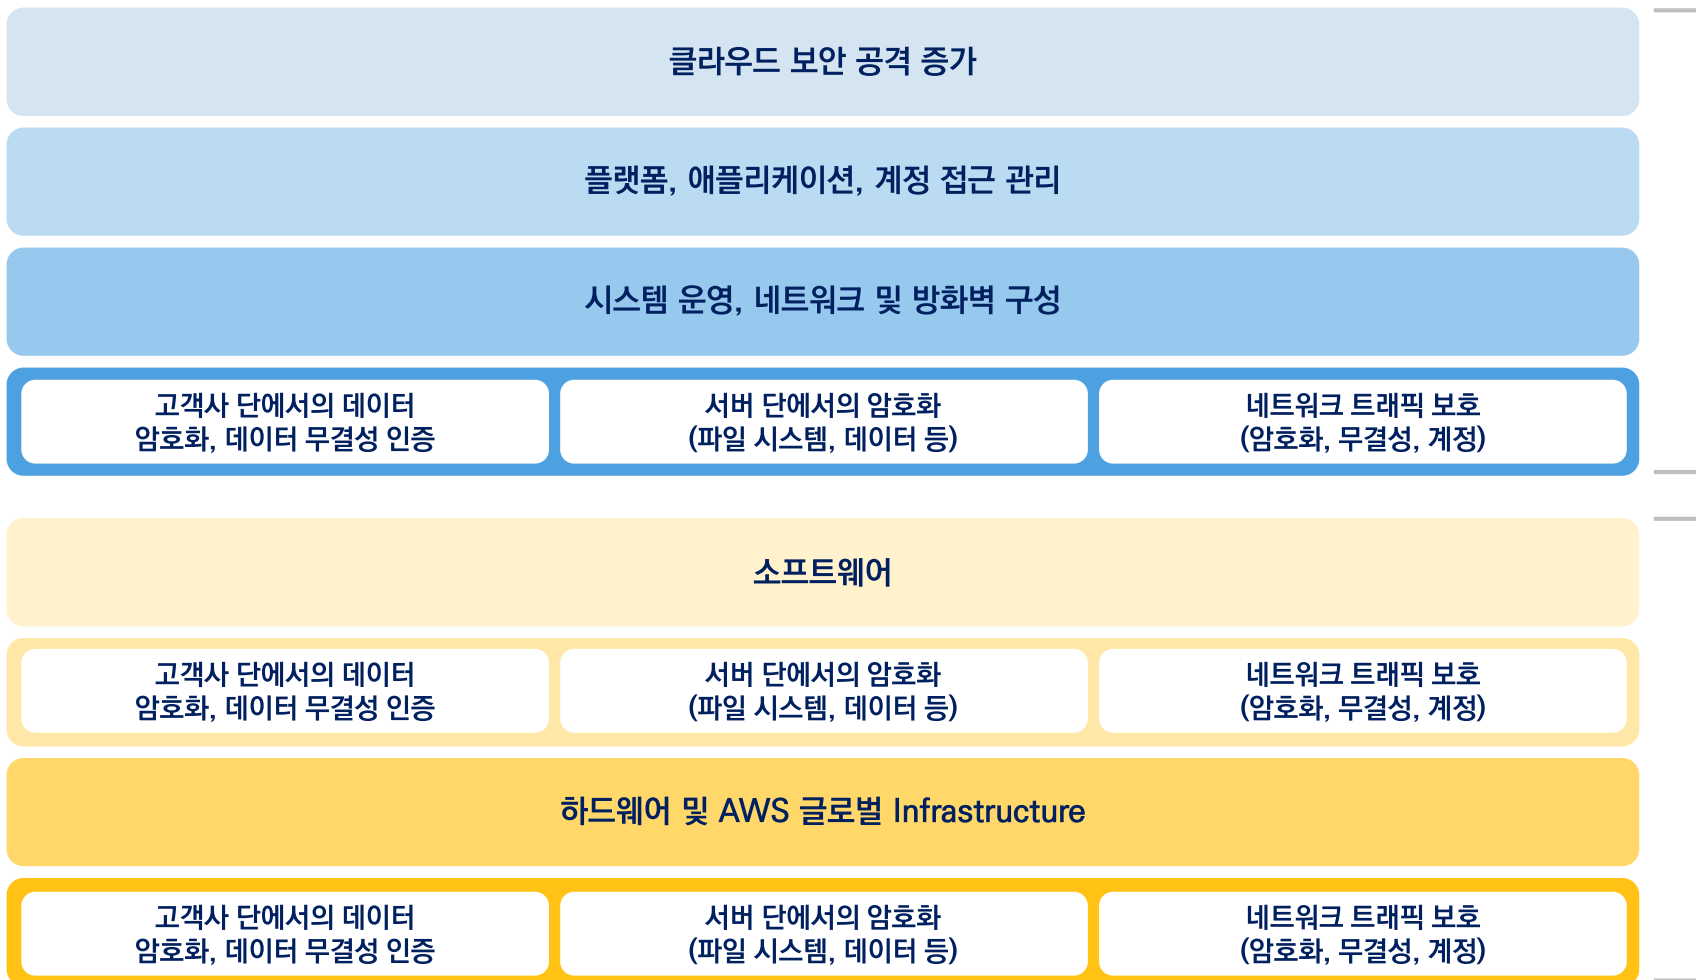 클라우드 보안 공격 증가
플랫폼, 애플리케이션, 계정 접근 관리
시스템 운영, 네트워크 및 방화벽 구성
고객사 단에서의 데이터
암호화, 데이터 무결성 인증
서버 단에서의 암호화
(파일 시스템, 데이터 등)
네트워크 트래픽 보호
(암호화, 무결성, 계정)
소프트웨어
고객사 단에서의 데이터
암호화, 데이터 무결성 인증
서버 단에서의 암호화
(파일 시스템, 데이터 등)
네트워크 트래픽 보호
(암호화, 무결성, 계정)
하드웨어 및 AWS 글로벌 Infrastructure
고객사 단에서의 데이터
암호화, 데이터 무결성 인증
서버 단에서의 암호화
(파일 시스템, 데이터 등)
네트워크 트래픽 보호
(암호화, 무결성, 계정)